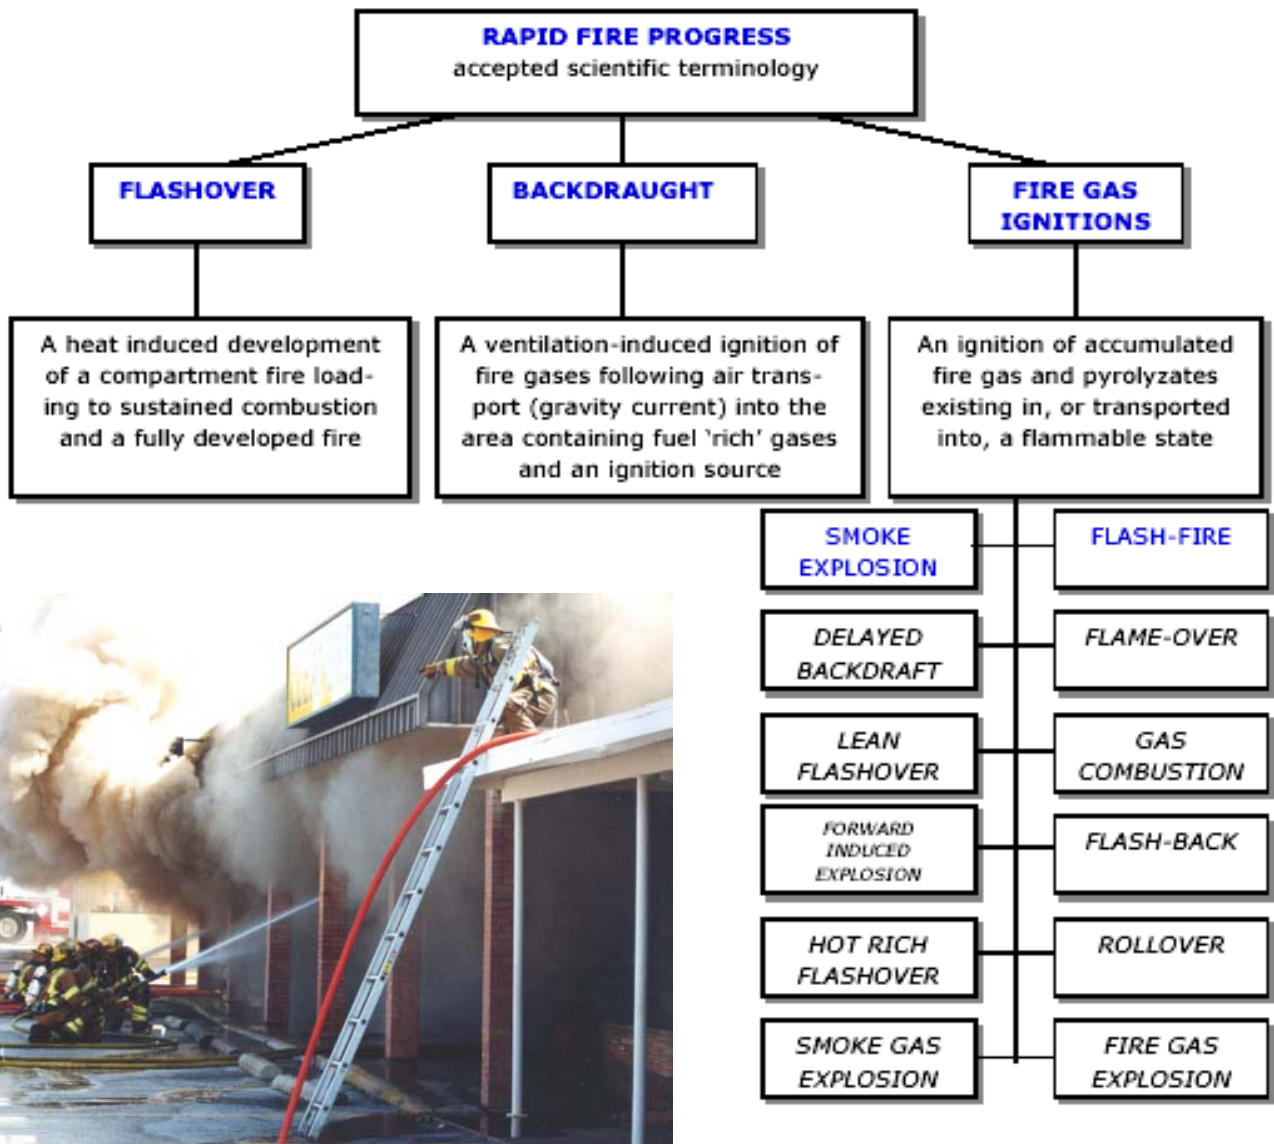 RAPID FIRE PROGRESS
accepted scientific terminology
FLASHOVER
BACKDRAUGHT
FIRE GAS
IGNITIONS
A heat induced development
of a compartment fire load-
ing to sustained combustion
and a fully developed fire
A ventilation-induced ignition of
fire gases following air trans-
port (gravity current) into the
area containing fuel ‘rich’ gases
and an ignition source
An ignition of accumulated
fire gas and pyrolyzates
existing in, or transported
into, a flammable state
SMOKE
EXPLOSION
FLASH-FIRE
DELAYED
BACKDRAFT
FLAME-OVER
LEAN
FLASHOVER
GAS
COMBUSTION
FORWARD
INDUCED
EXPLOSION
FLASH-BACK
HOT RICH
FLASHOVER
ROLLOVER
SMOKE GAS
EXPLOSION
FIRE GAS
EXPLOSION